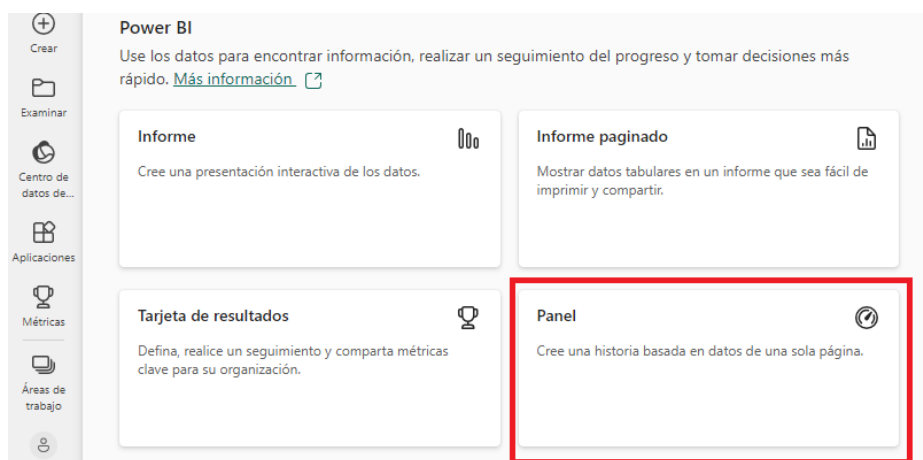 Crear
Examinar
Centro de
datos de...
Aplicaciones
Métricas
Áreas de
trabajo
Power BI
Use los datos para encontrar información, realizar un seguimiento del progreso y tomar decisiones más
rápido. Más información
Informe
Cree una presentación interactiva de los datos.
Informe paginado
Mostrar datos tabulares en un informe que sea fácil de
imprimir y compartir.
Tarjeta de resultados
Defina, realice un seguimiento y comparta métricas
clave para su organización.
Panel
Cree una historia basada en datos de una sola página.